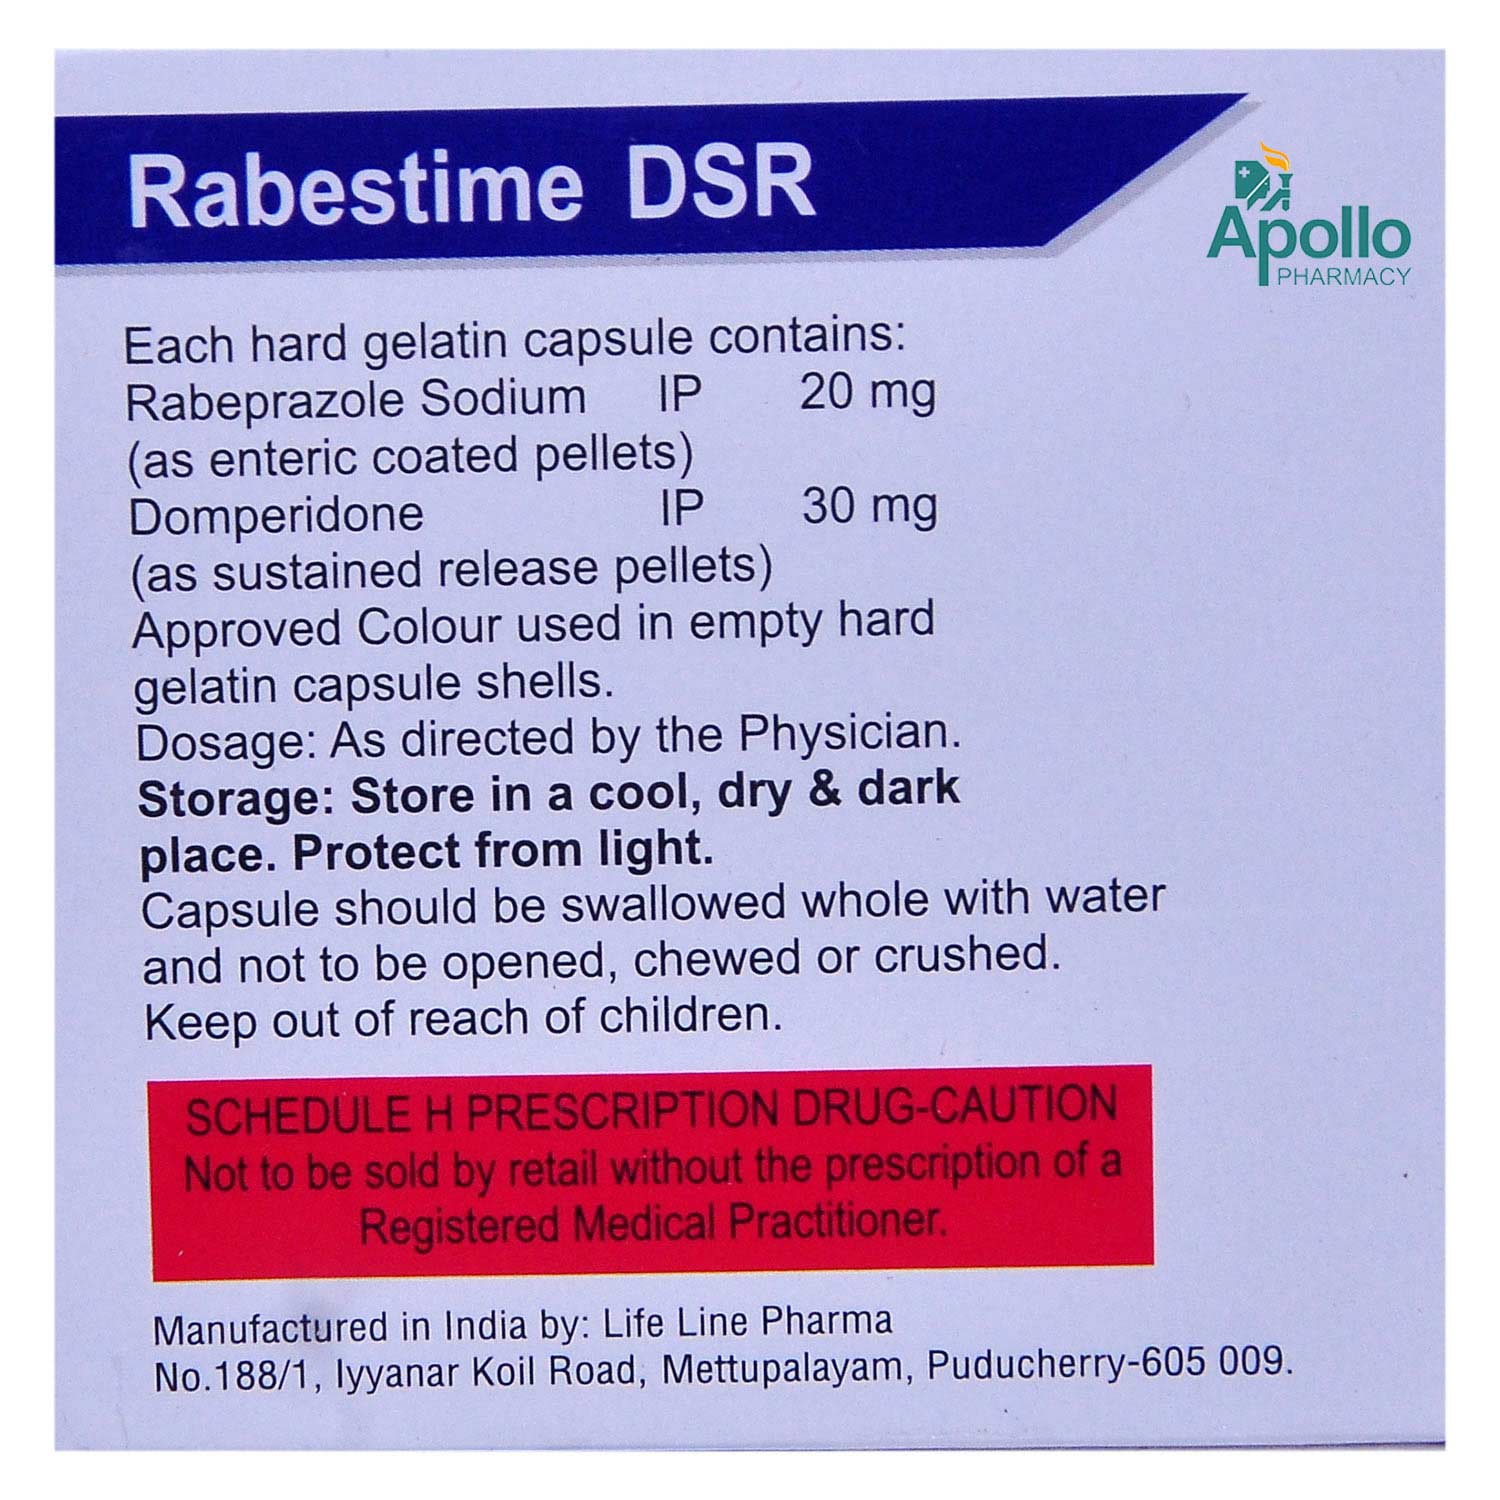 Rabestime DSR
Apollo
PHARMACY
Each hard gelatin capsule contains:
Rabeprazole Sodium IP 20 mg
(as enteric coated pellets)
Domperidone IP 30 mg
(as sustained release pellets)
Approved Colour used in empty hard
gelatin capsule shells.
Dosage: As directed by the Physician.
Storage: Store in a cool, dry & dark
place. Protect from light.
Capsule should be swallowed whole with water
and not to be opened, chewed or crushed.
Keep out of reach of children.
SCHEDULE H PRESCRIPTION DRUG-CAUTION
Not to be sold by retail without the prescription of a
Registered Medical Practitioner.
Manufactured in India by: Life Line Pharma
No.188/1, Iyyanar Koil Road, Mettupalayam, Puducherry-605 009.